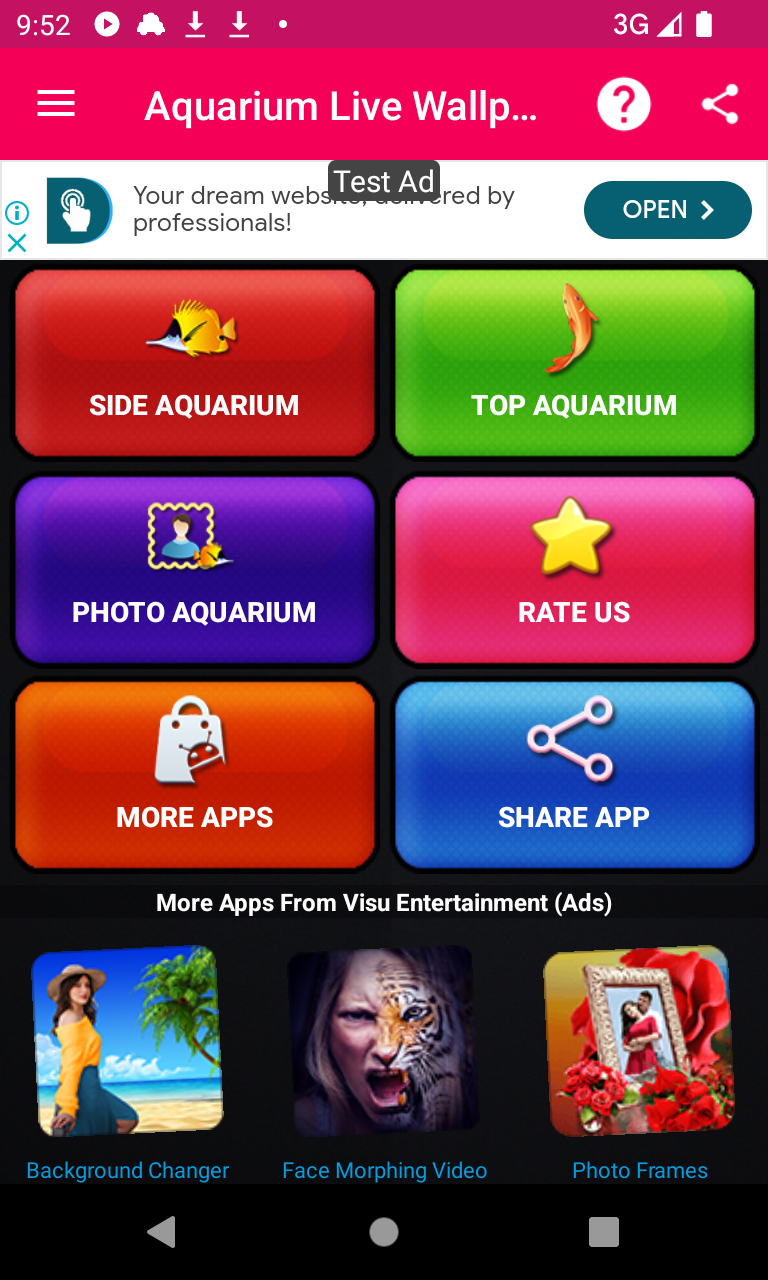 9:52
3G
Aquarium Live Wallp...
Test Ad
Your dream website, delivered by
professionals!
OPEN
SIDE AQUARIUM
TOP AQUARIUM
PHOTO AQUARIUM
RATE US
MORE APPS
SHARE APP
More Apps From Visu Entertainment (Ads)
Background Changer
Face Morphing Video
Photo Frames